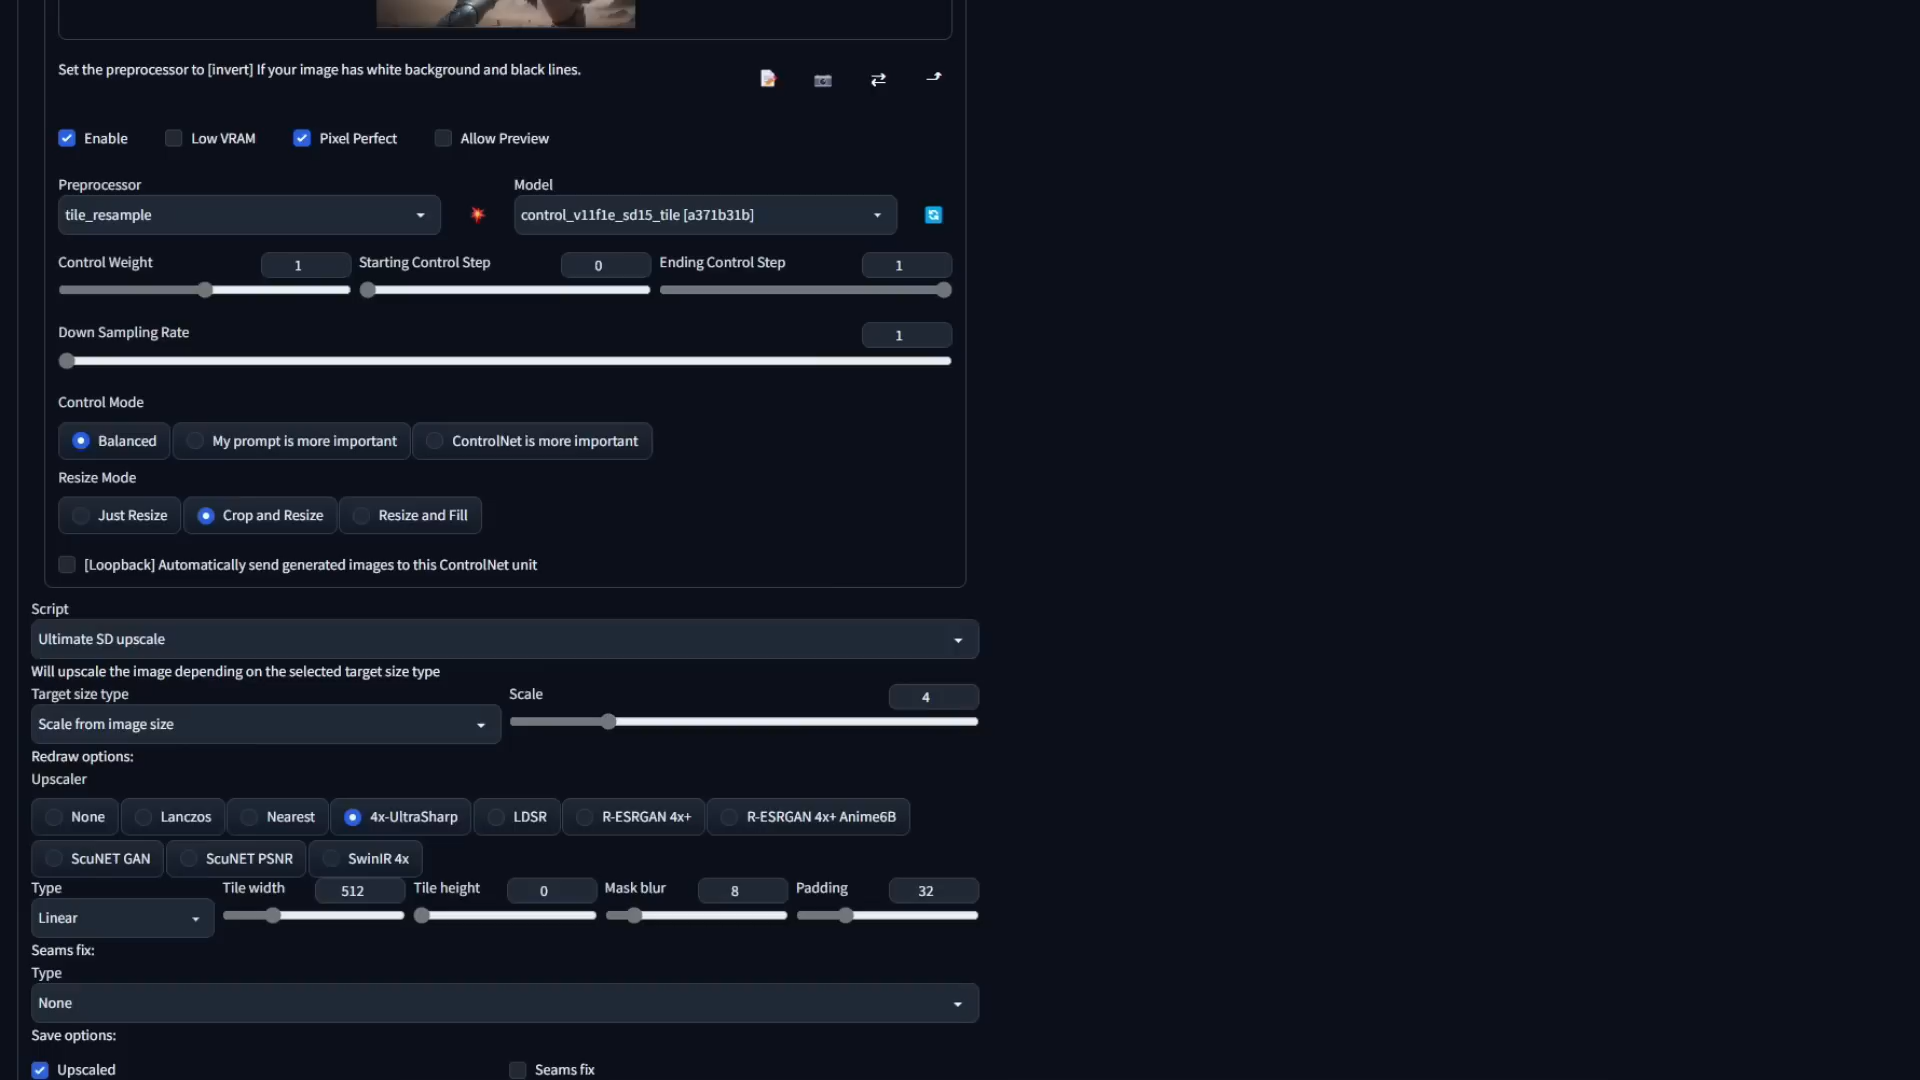 Set the preprocessor to [invert] If your image has white background and black lines.
Enable Low VRAM Pixel Perfect Allow Preview
Preprocessor Model
tile_resample control_v11f1e_sd15_tile [a371b31b]
Control Weight 1 Starting Control Step 0 Ending Control Step 1
Down Sampling Rate 1
Control Mode
Balanced My prompt is more important ControlNet is more important
Resize Mode
Just Resize Crop and Resize Resize and Fill
[Loopback] Automatically send generated images to this ControlNet unit
Script
Ultimate SD upscale
Will upscale the image depending on the selected target size type
Target size type Scale 4
Scale from image size
Redraw options:
Upscaler
None Lanczos Nearest 4x-UltraSharp LDSR R-ESRGAN 4x+ R-ESRGAN 4x+ Anime6B
ScuNET GAN ScuNET PSNR SwinIR 4x
Type Tile width 512 Tile height 0 Mask blur 8 Padding 32
Linear
Seams fix:
Type
None
Save options:
Upscaled Seams fix